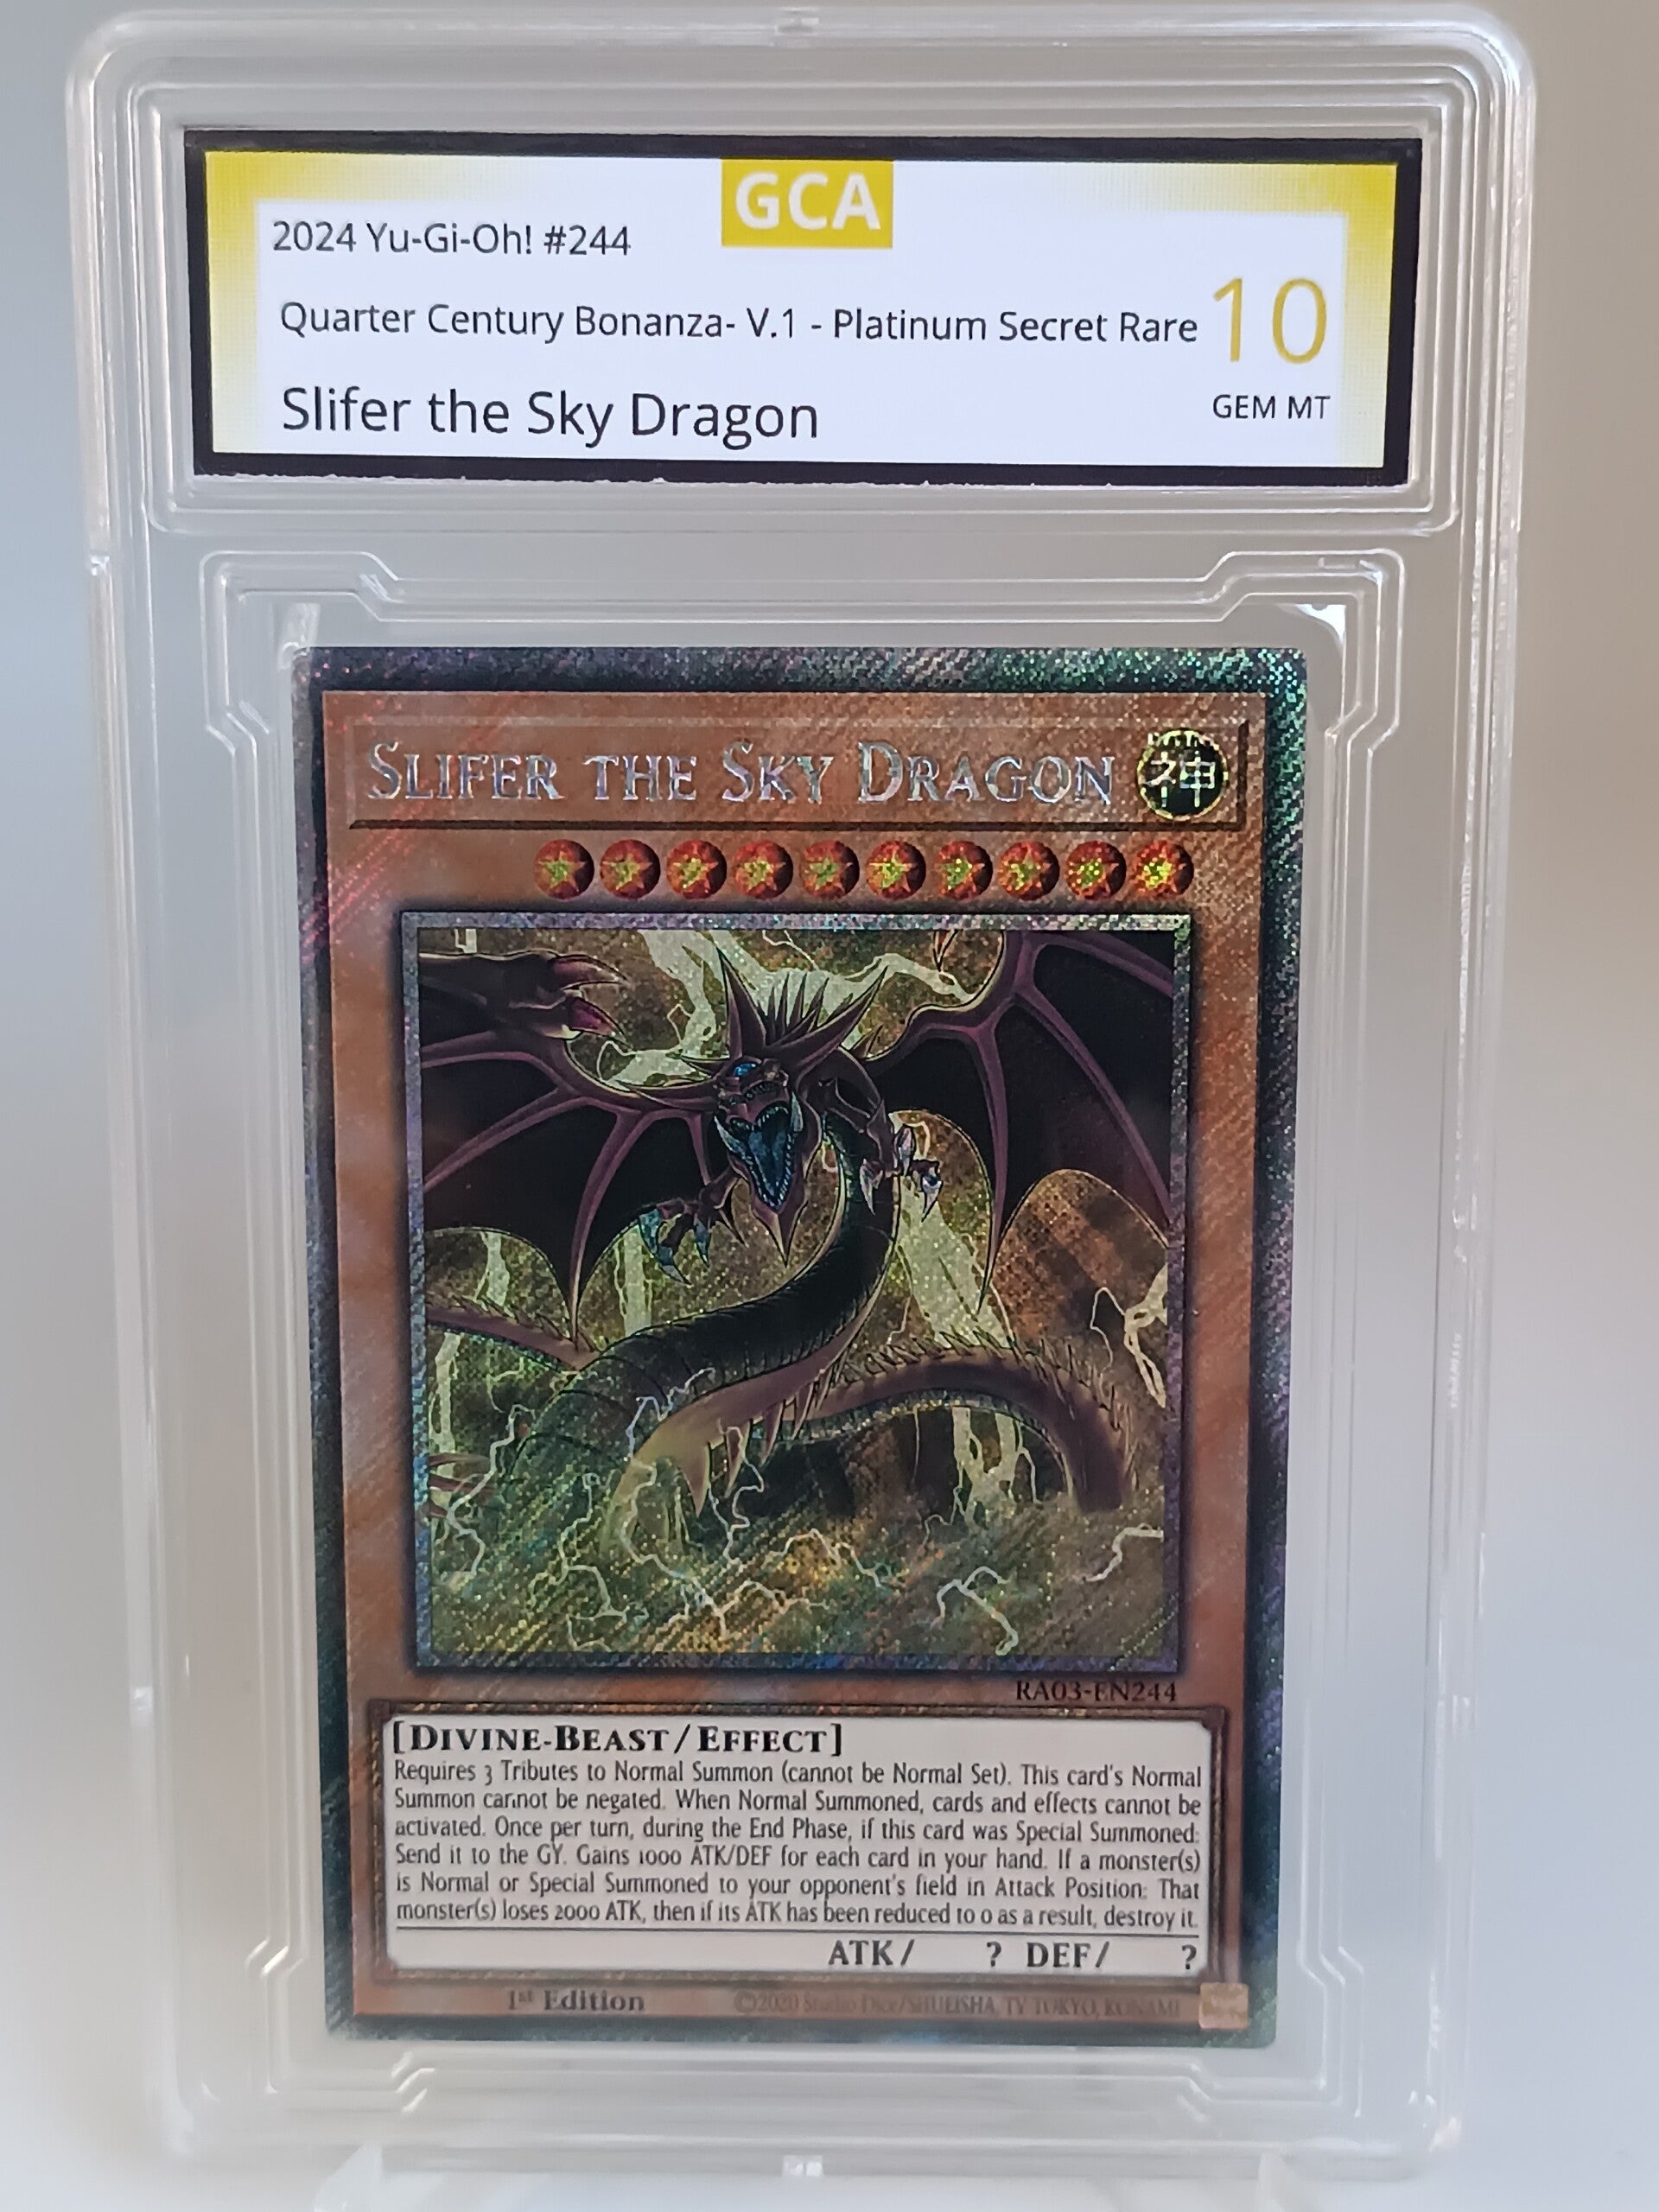 GCA
2024 Yu-Gi-Oh! #244
Quarter Century Bonanza- V.1 - Platinum Secret Rare
10
Slifer the Sky Dragon
GEM MT
SLIFER THE SKY DRAGON
神
RA03-EN244
[DIVINE-BEAST/EFFECT]
Requires 3 Tributes to Normal Summon (cannot be Normal Set). This card's Normal
Summon cannot be negated. When Normal Summoned, cards and effects cannot be
activated. Once per turn, during the End Phase, if this card was Special Summoned:
Send it to the GY. Gains 1000 ATK/DEF for each card in your hand. If a monster(s)
is Normal or Special Summoned to your opponent's field in Attack Position: That
monster(s) loses 2000 ATK, then if its ATK has been reduced to 0 as a result, destroy it.
ATK/ ? DEF/ ?
1st Edition ©2020 Studio Dice/SHUEISHA, TV TOKYO, KONAMI